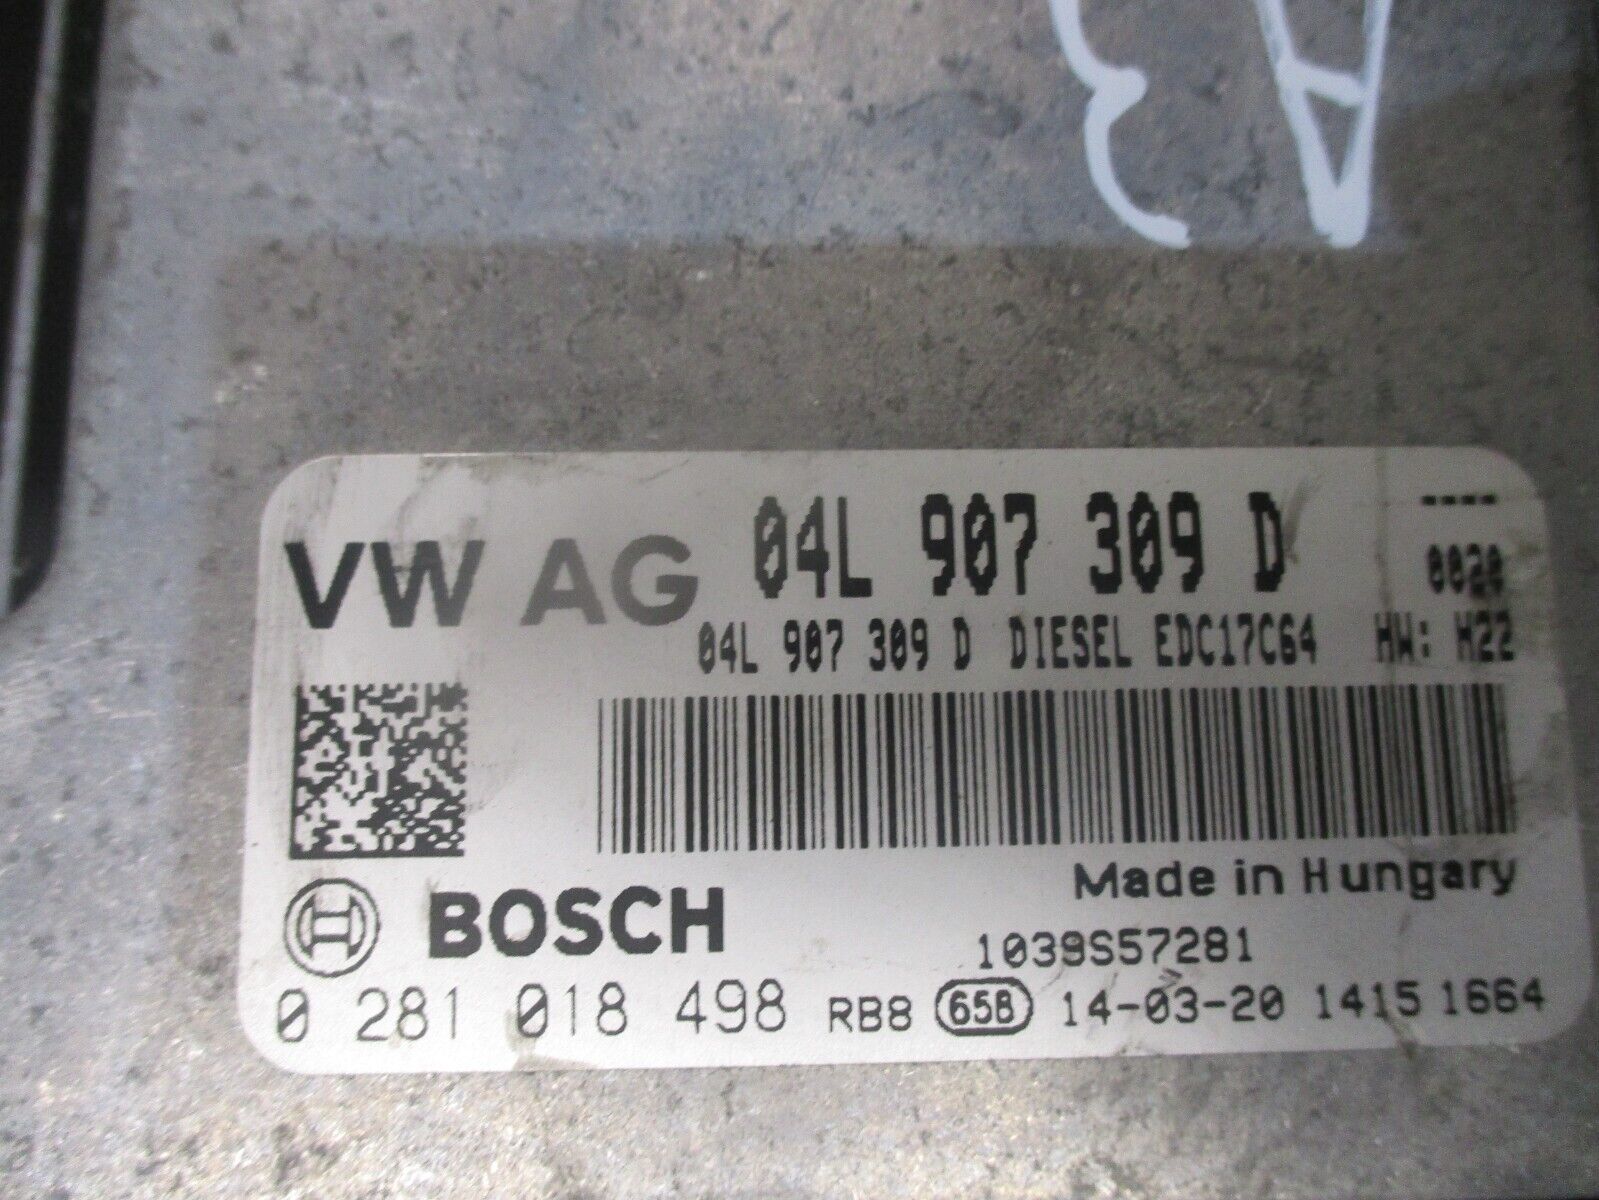 VW AG 04L 907 309 D ----
0020
04L 907 309 D DIESEL EDC17C64 HW: H22
Made in Hungary
BOSCH 1039S57281
0 281 018 498 RB8 65B 14-03-20 1415 1664